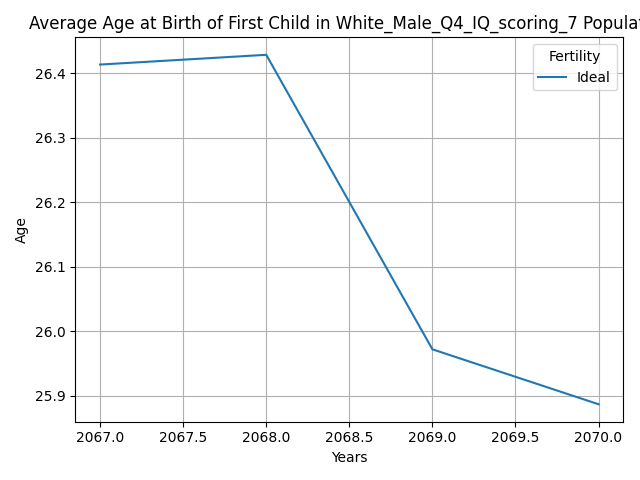 Average Age at Birth of First Child in White_Male_Q4_IQ_scoring_7
Fertility
Ideal
26.4
26.3
26.2
26.1
26.0
25.9
Age
2067.0 2067.5 2068.0 2068.5 2069.0 2069.5 2070.0
Years